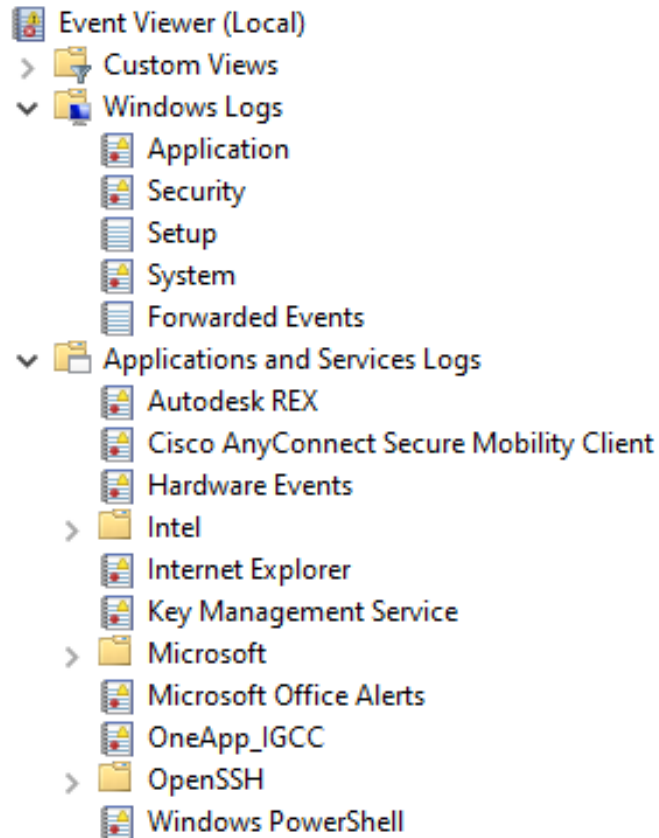 Event Viewer (Local)
Custom Views
Windows Logs
Application
Security
Setup
System
Forwarded Events
Applications and Services Logs
Autodesk REX
Cisco AnyConnect Secure Mobility Client
Hardware Events
Intel
Internet Explorer
Key Management Service
Microsoft
Microsoft Office Alerts
OneApp_IGCC
OpenSSH
Windows PowerShell